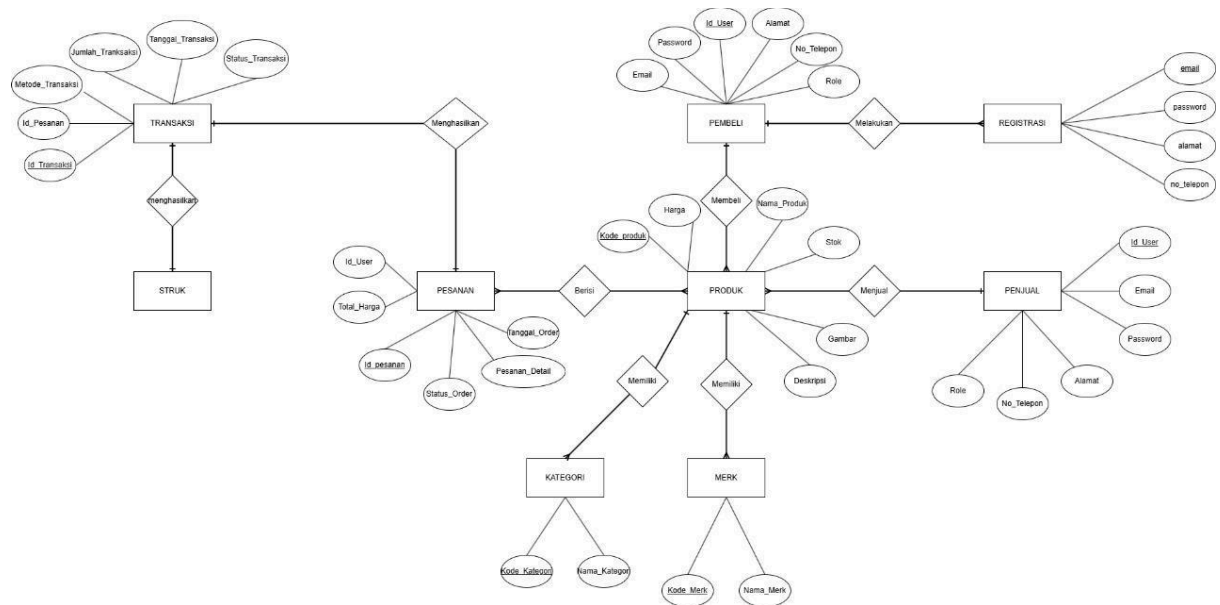 Tanggal_Transaksi
Jumlah_Tranksaksi
Status_Transaksi
Metode_Transaksi
Id_Pesanan
TRANSAKSI
Id_Transaksi
Menghasilkan
menghasilkan
STRUK
Id_User
Alamat
Password
No_Telepon
Email
Role
PEMBELI
Melakukan
REGISTRASI
email
password
alamat
no_telepon
Membeli
Harga
Nama_Produk
Kode_produk
Stok
Id_User
Total_Harga
PESANAN
Berisi
PRODUK
Menjual
PENJUAL
Id_User
Email
Password
Tanggal_Order
Id_pesanan
Pesanan_Detail
Status_Order
Gambar
Deskripsi
Role
No_Telepon
Alamat
Memiliki
Memiliki
KATEGORI
MERK
Kode_Kategori
Nama_Kategori
Kode_Merk
Nama_Merk